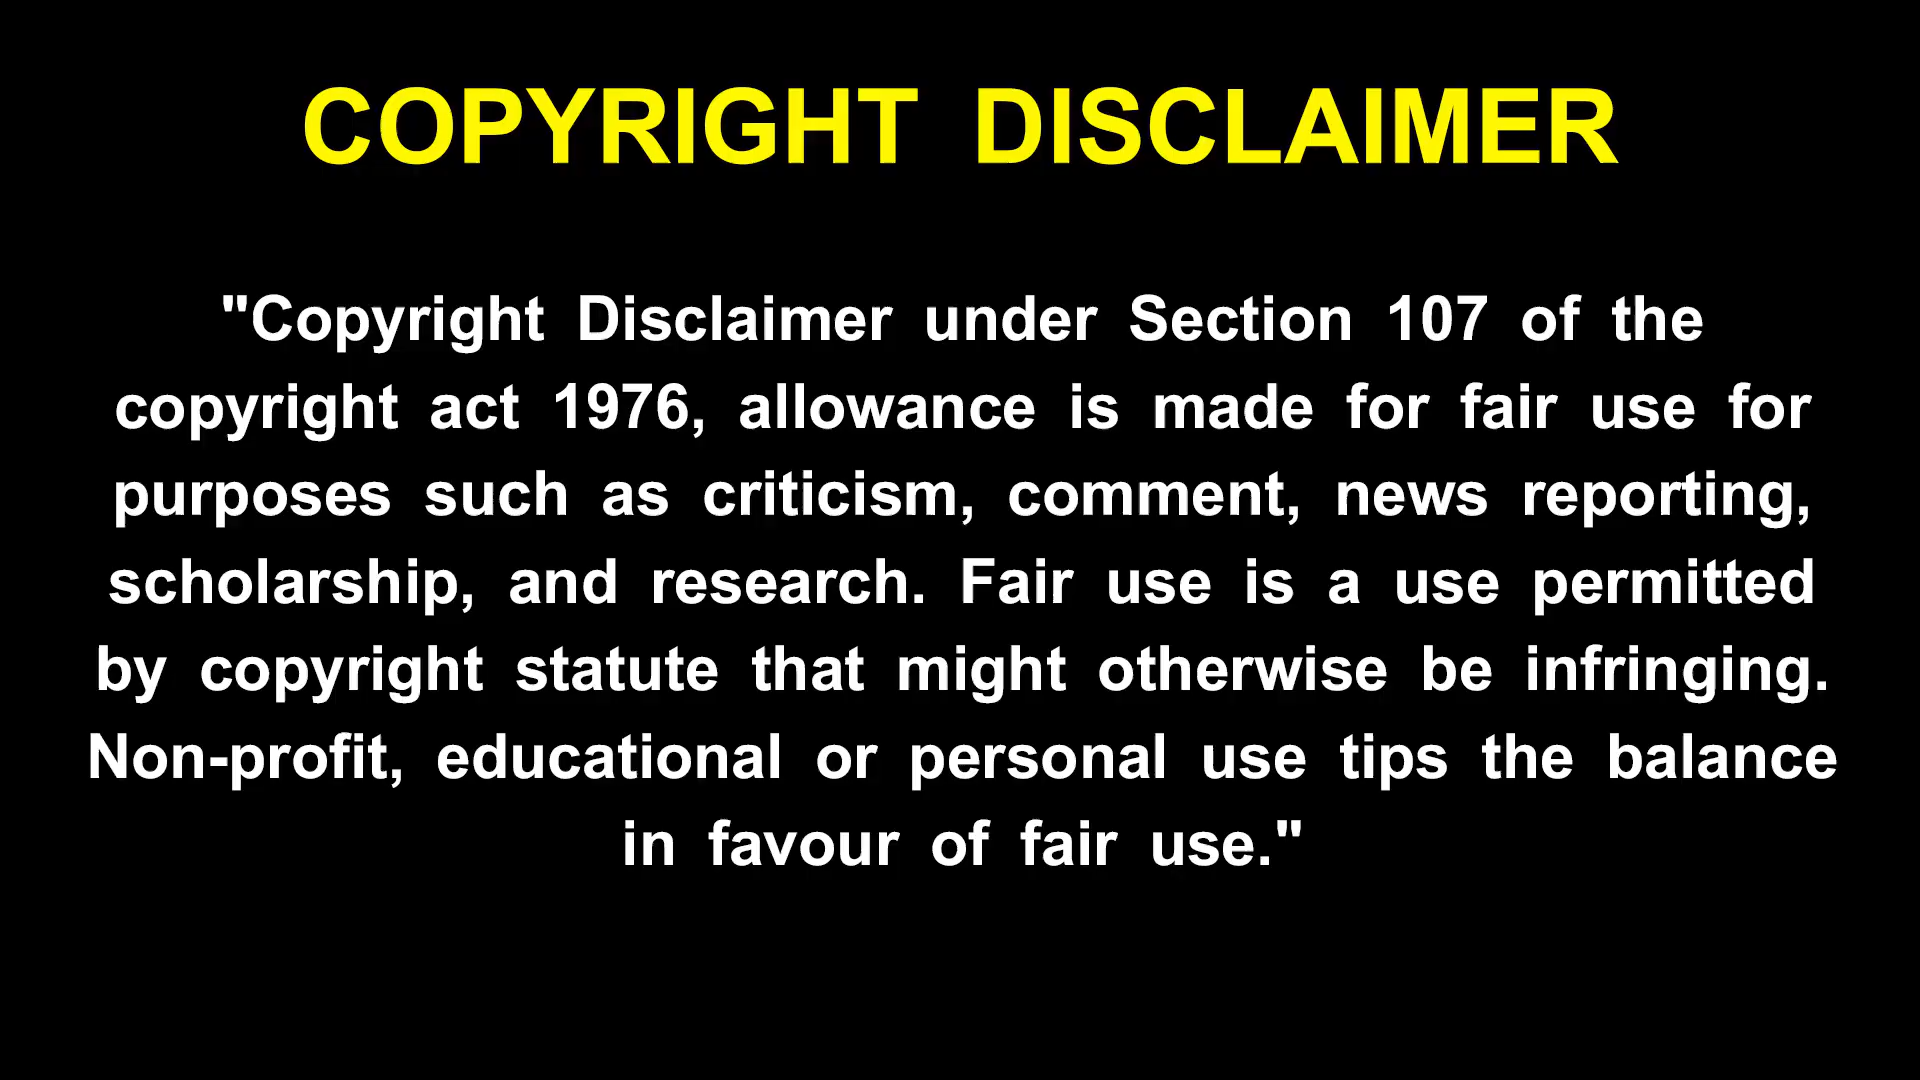 COPYRIGHT DISCLAIMER
"Copyright Disclaimer under Section 107 of the
copyright act 1976, allowance is made for fair use for
purposes such as criticism, comment, news reporting,
scholarship, and research. Fair use is a use permitted
by copyright statute that might otherwise be infringing.
Non-profit, educational or personal use tips the balance
in favour of fair use."